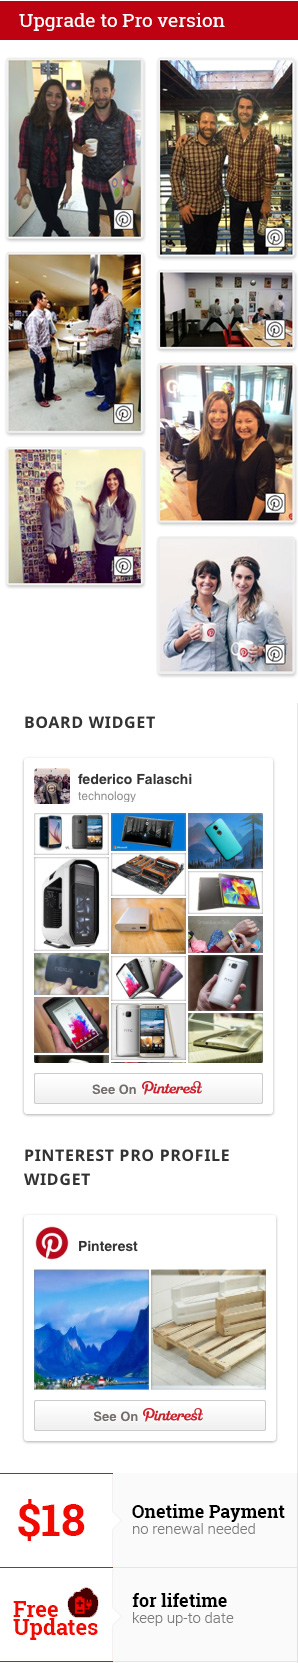 Upgrade to Pro version
BOARD WIDGET
federico Falaschi
technology
See On Pinterest
PINTEREST PRO PROFILE
WIDGET
Pinterest
See On Pinterest
$18
Onetime Payment
no renewal needed
Free
Updates
for lifetime
keep up-to date